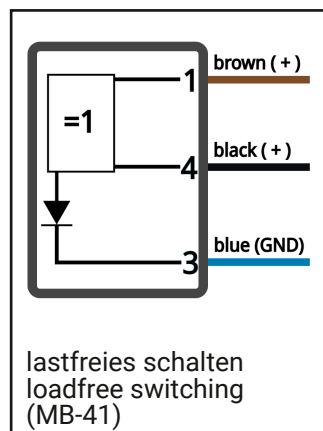 brown ( + )
1
=1
black ( + )
4
blue (GND)
3
lastfreies schalten
loadfree switching
(MB-41)